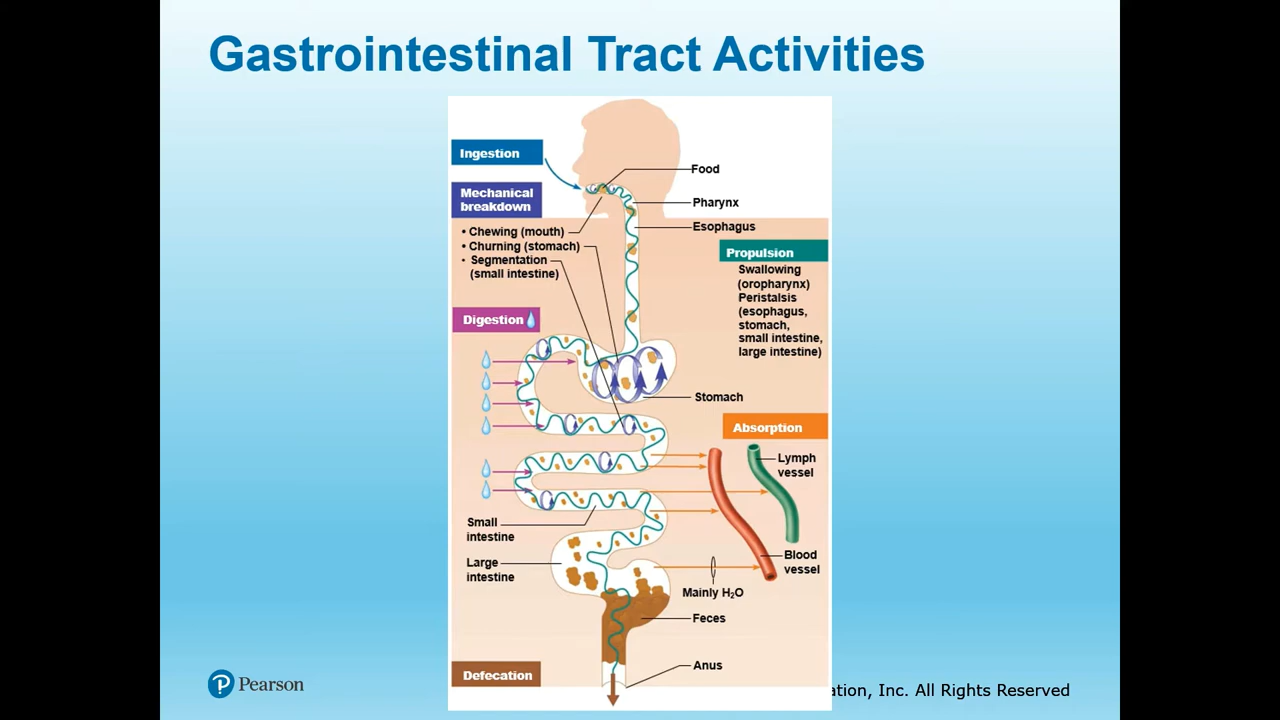 Gastrointestinal Tract Activities
Ingestion
Food
Mechanical
breakdown
Pharynx
Esophagus
• Chewing (mouth)
• Churning (stomach)
• Segmentation
(small intestine)
Propulsion
Swallowing
(oropharynx)
Peristalsis
(esophagus,
stomach,
small intestine,
large intestine)
Digestion
Stomach
Absorption
Lymph
vessel
Small
intestine
Large
intestine
Blood
vessel
Mainly H₂O
Feces
Anus
Defecation
P Pearson
Inc. All Rights Reserved